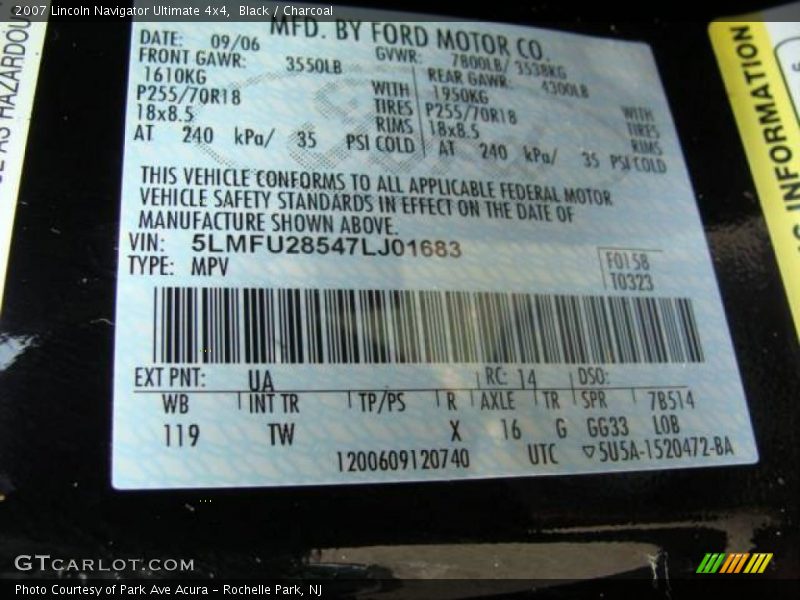 2007 Lincoln Navigator Ultimate 4x4, Black / Charcoal
MFD. BY FORD MOTOR CO.
DATE: 09/06 GVWR: 7800LB/ 3538KG
FRONT GAWR: 3550LB REAR GAWR: 4300LB
1610KG WITH 1950KG WITH
P255/70R18 TIRES P255/70R18 TIRES
18x8.5 RIMS 18x8.5 RIMS
AT 240 kPa/ 35 PSI COLD AT 240 kPa/ 35 PSI COLD
THIS VEHICLE CONFORMS TO ALL APPLICABLE FEDERAL MOTOR
VEHICLE SAFETY STANDARDS IN EFFECT ON THE DATE OF
MANUFACTURE SHOWN ABOVE.
VIN: 5LMFU28547LJ01683
TYPE: MPV
F0158
T0323
EXT PNT: UA RC: 14 DSO:
WB INT TR TP/PS R AXLE TR SPR 7B514
119 TW X 16 G GG33 LOB
1200609120740 UTC ▽5U5A-1520472-BA
AS HAZARDOUS
INFORMATION
GTCARLOT.COM
Photo Courtesy of Park Ave Acura - Rochelle Park, NJ